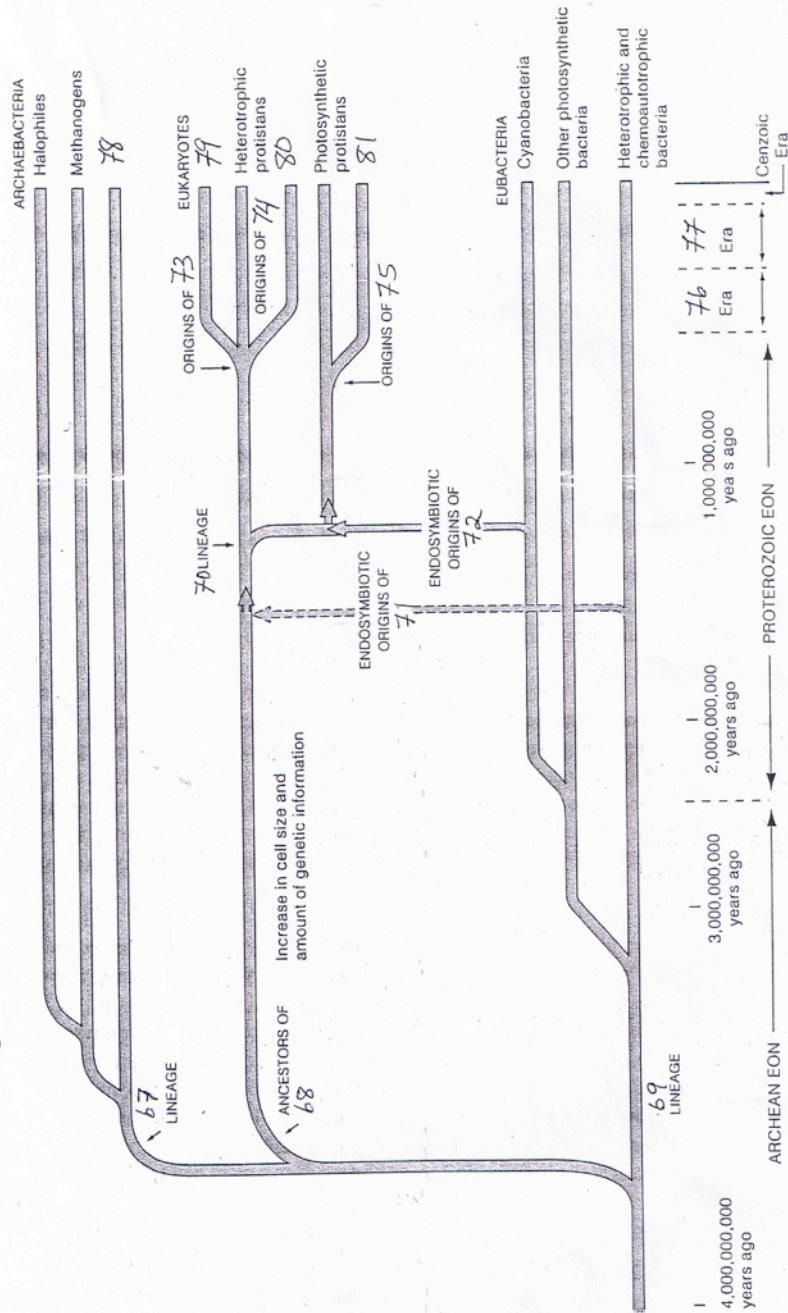 ARCHAEBACTERIA
Halophiles
Methanogens
78
67
LINEAGE
EUKARYOTES
79
Heterotrophic
protistans
80
Photosynthetic
protistans
81
ORIGINS OF 73
ORIGINS OF 74
ORIGINS OF 75
70 LINEAGE
ENDOSYMBIOTIC
ORIGINS OF
71
ENDOSYMBIOTIC
ORIGINS OF
72
Increase in cell size and
amount of genetic information
ANCESTORS OF
68
EUBACTERIA
Cyanobacteria
Other photosynthetic
bacteria
Heterotrophic and
chemoautotrophic
bacteria
69
LINEAGE
4,000,000,000
years ago
3,000,000,000
years ago
2,000,000,000
years ago
1,000,000,000
yea s ago
76
Era
77
Era
Cenzoic
Era
ARCHEAN EON
PROTEROZOIC EON